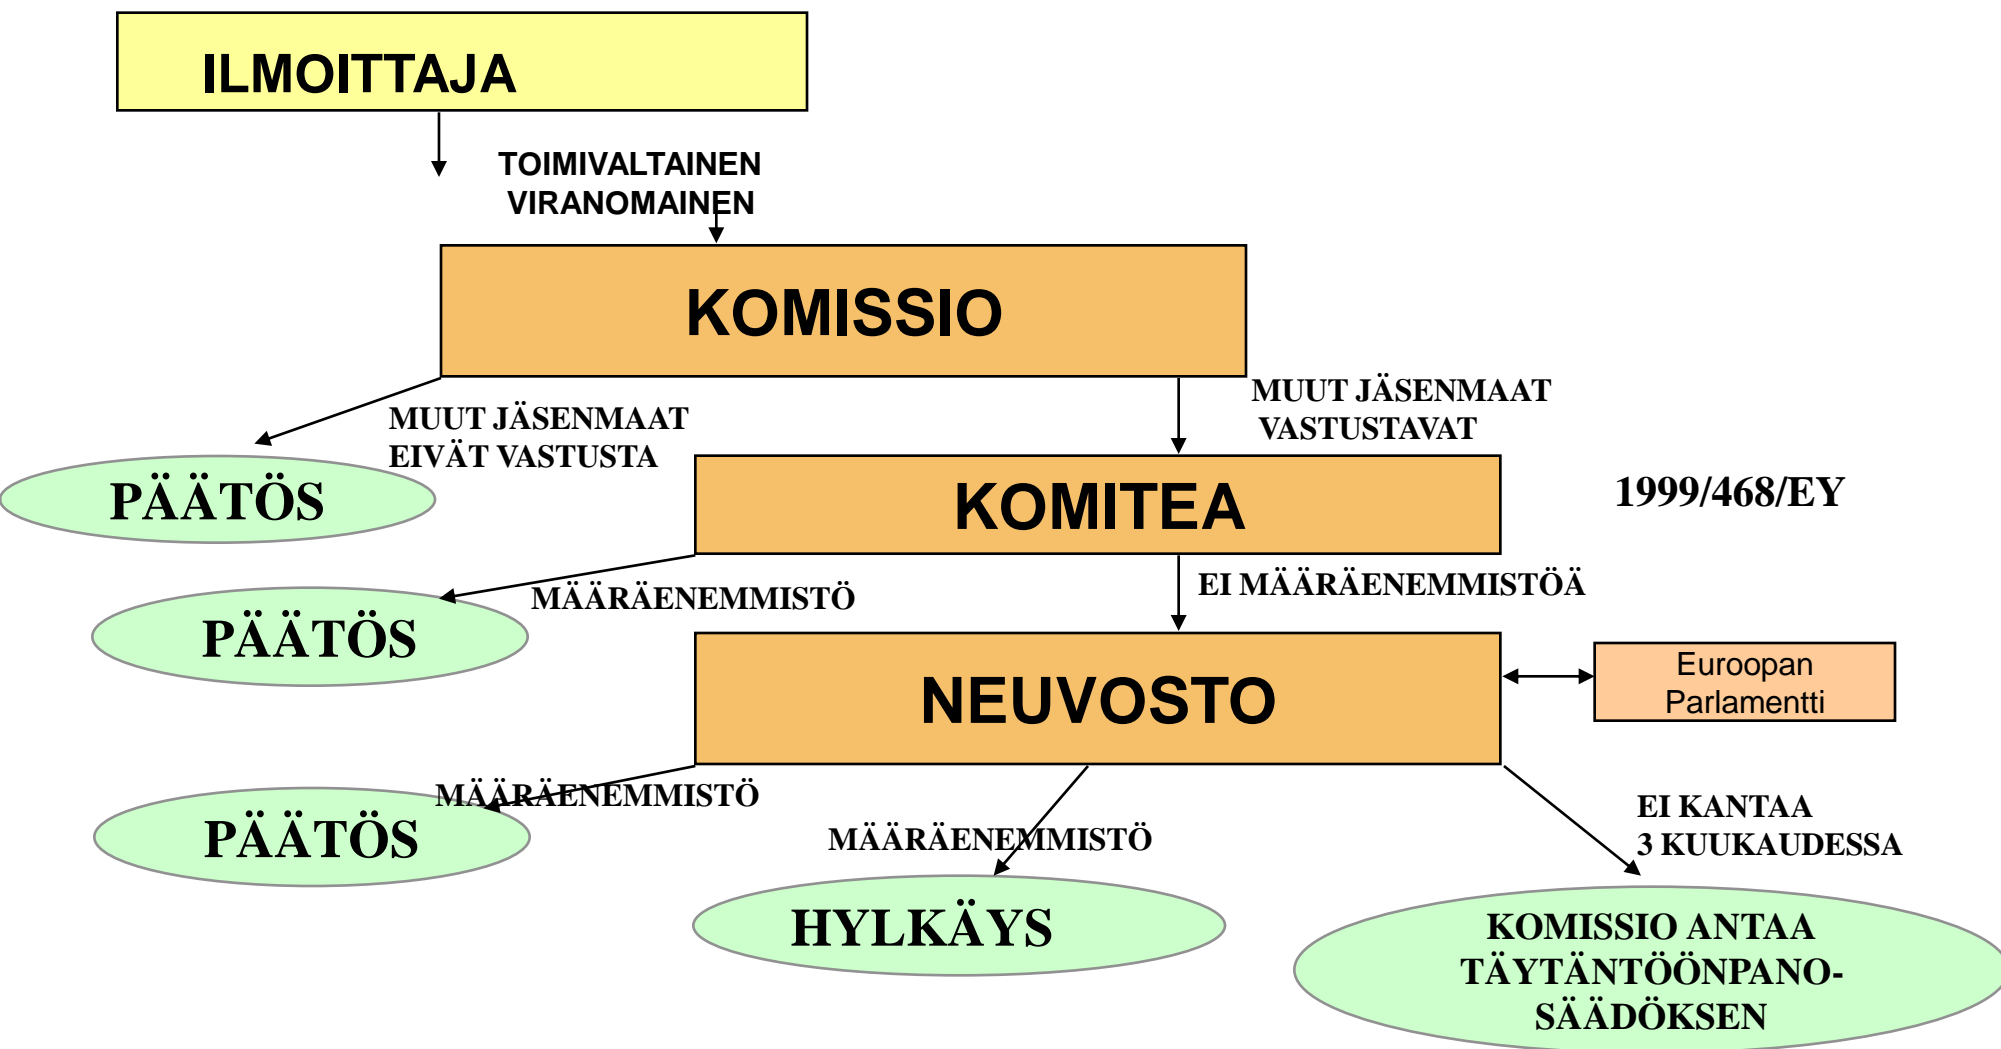 ILMOITTAJA
TOIMIVALTAINEN
VIRANOMAINEN
KOMISSIO
MUUT JÄSENMAAT
EIVÄT VASTUSTA
MUUT JÄSENMAAT
VASTUSTAVAT
PÄÄTÖS
KOMITEA
1999/468/EY
MÄÄRÄENEMMISTÖ
EI MÄÄRÄENEMMISTÖÄ
PÄÄTÖS
NEUVOSTO
Euroopan
Parlamentti
MÄÄRÄENEMMISTÖ
PÄÄTÖS
MÄÄRÄENEMMISTÖ
EI KANTAA
3 KUUKAUDESSA
HYLKÄYS
KOMISSIO ANTAA
TÄYTÄNTÖÖNPANO-
SÄÄDÖKSEN